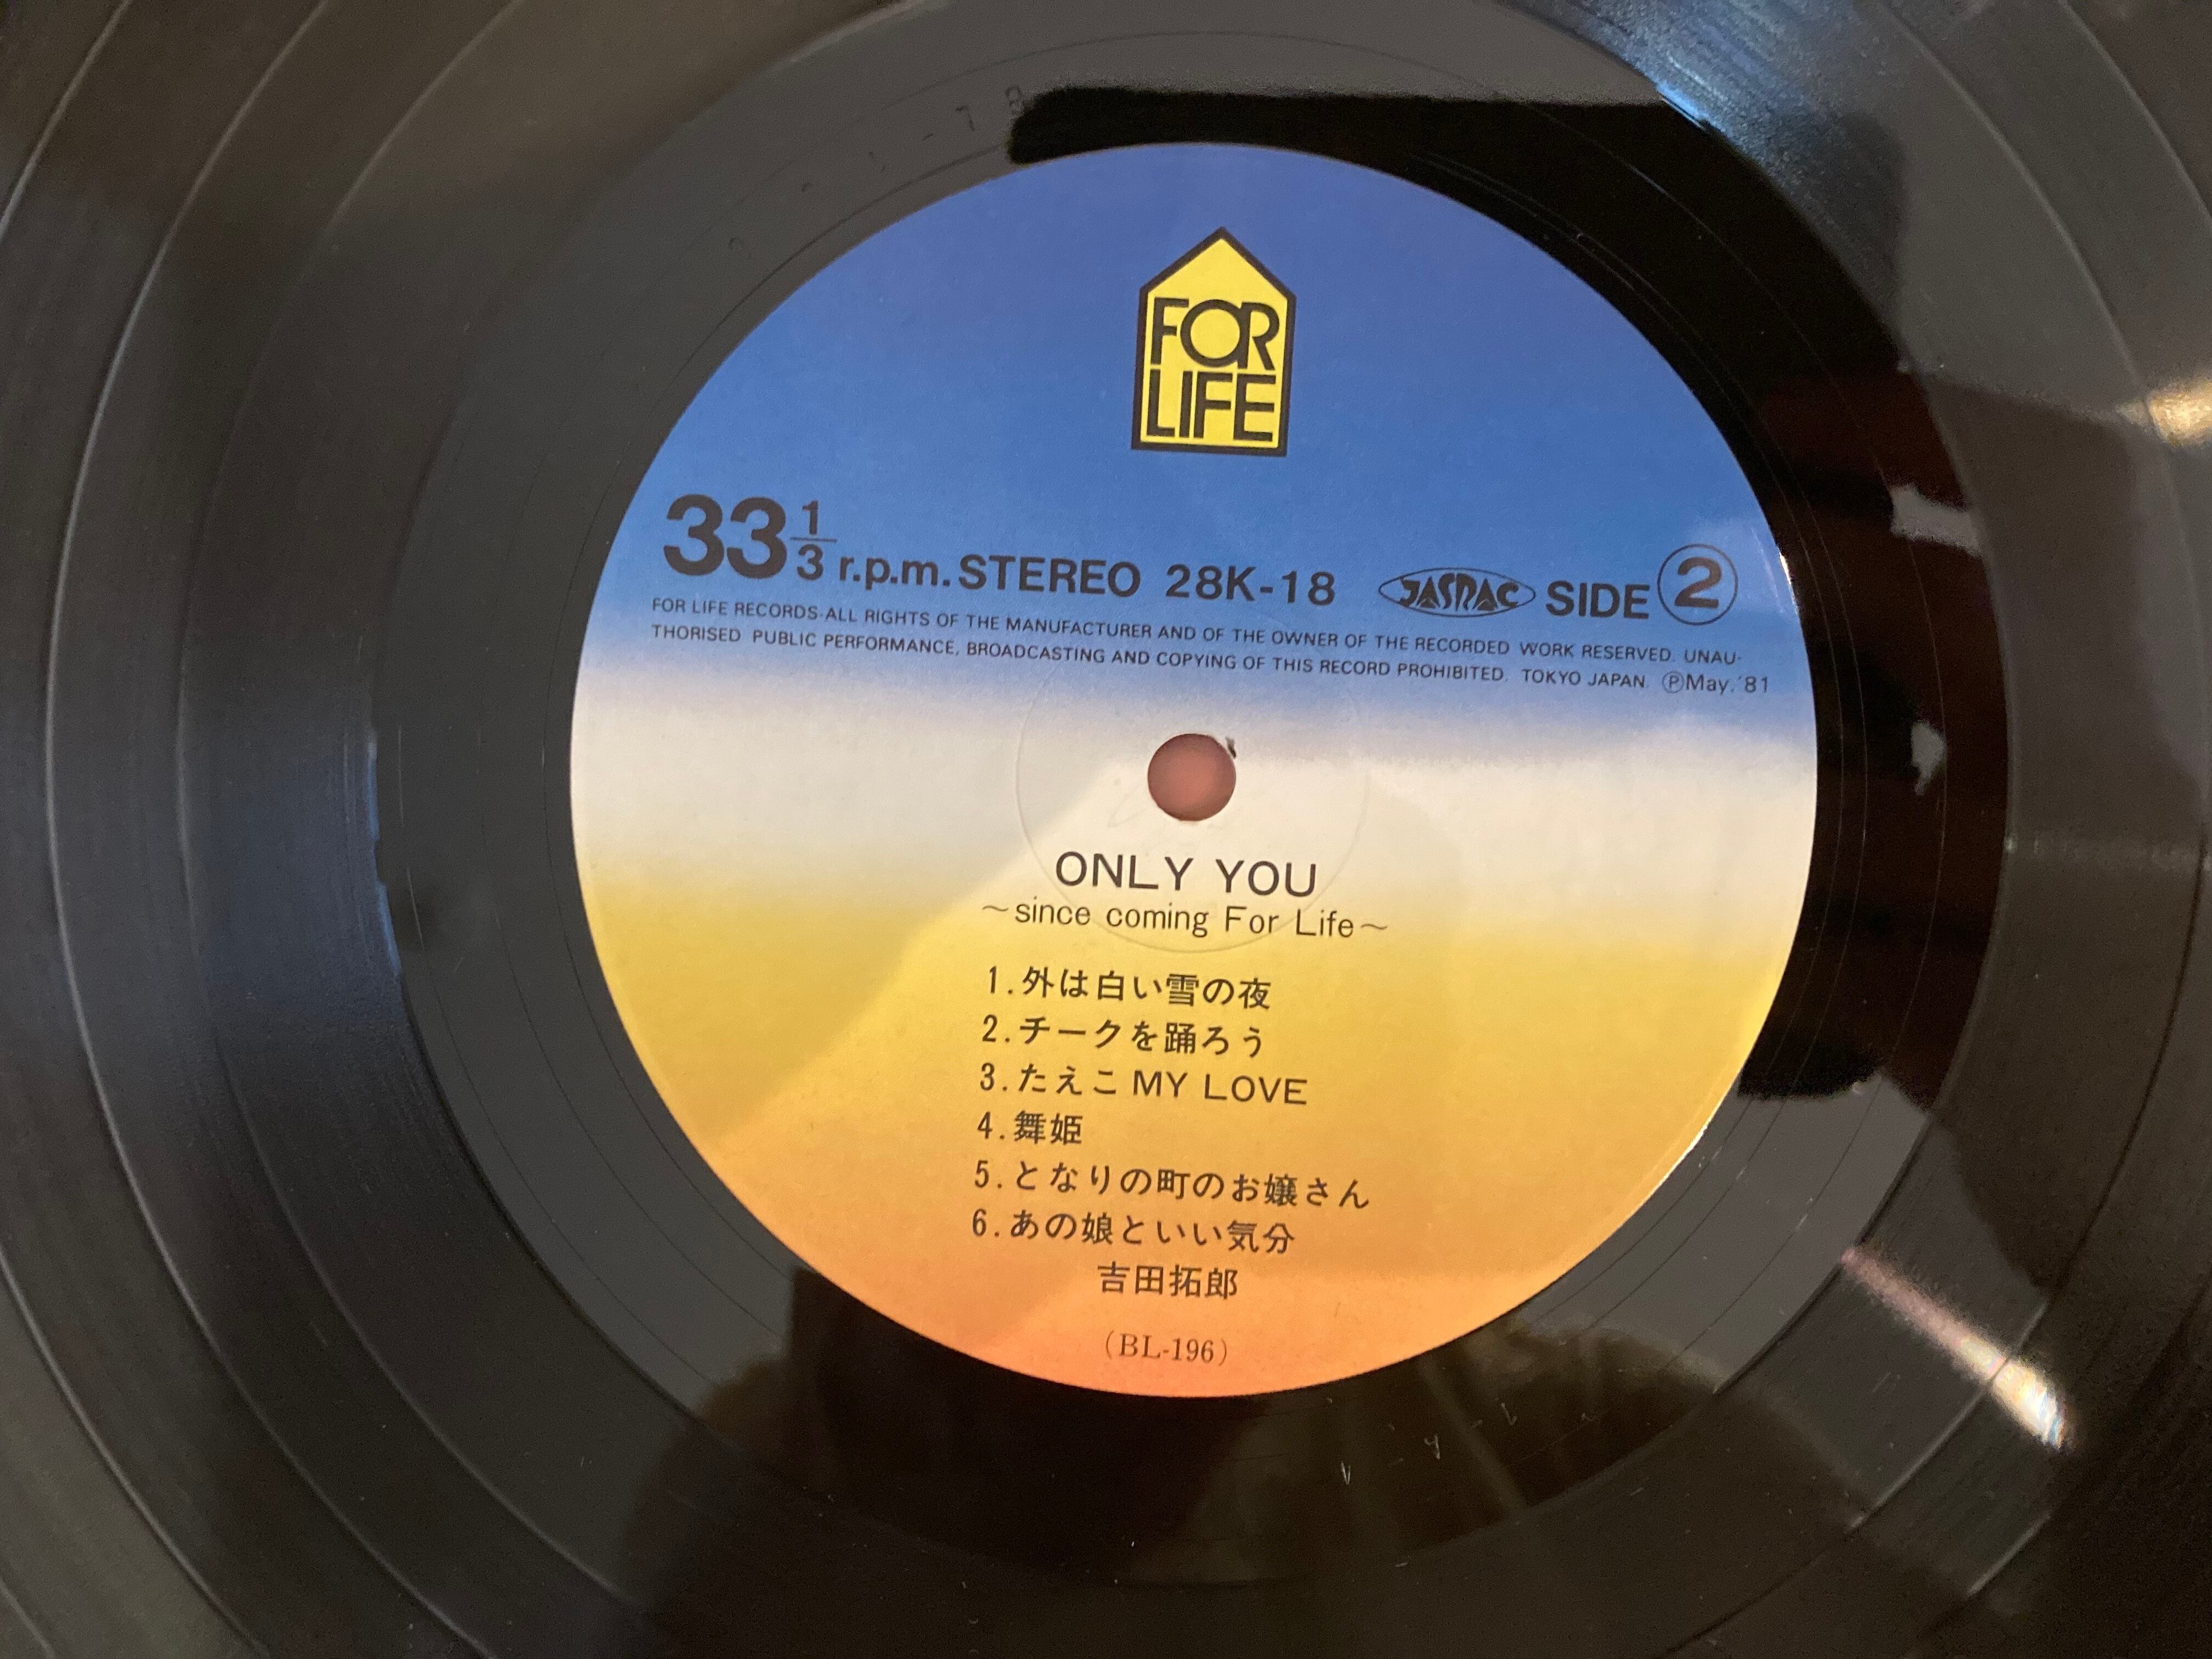 FOR
LIFE
33 1/3 r.p.m. STEREO 28K-18 JASRAC SIDE 2
FOR LIFE RECORDS·ALL RIGHTS OF THE MANUFACTURER AND OF THE OWNER OF THE RECORDED WORK RESERVED. UNAU-
THORISED PUBLIC PERFORMANCE, BROADCASTING AND COPYING OF THIS RECORD PROHIBITED. TOKYO JAPAN. ℗May.'81
ONLY YOU
～since coming For Life～
1.外は白い雪の夜
2.チークを踊ろう
3.たえこ MY LOVE
4.舞姫
5.となりの町のお嬢さん
6.あの娘といい気分
吉田拓郎
(BL-196)